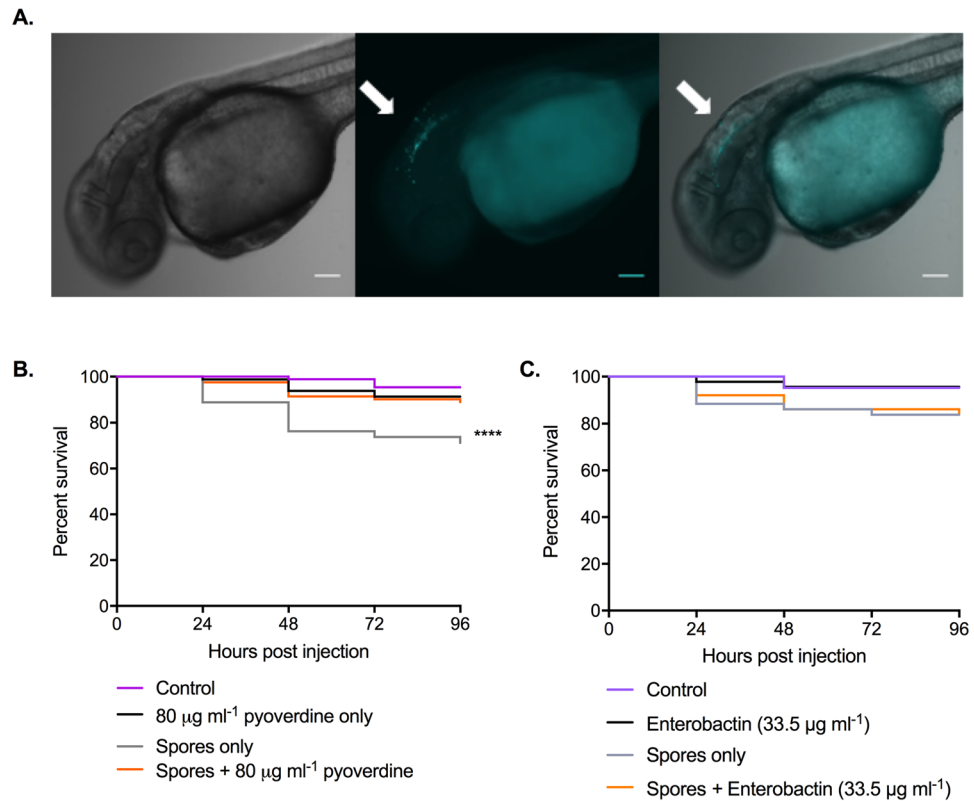 A.
B.
100
80
60
40
20
0
Percent survival
****
0 24 48 72 96
Hours post injection
Control
80 µg ml-1 pyoverdine only
Spores only
Spores + 80 µg ml-1 pyoverdine
C.
100
80
60
40
20
0
Percent survival
0 24 48 72 96
Hours post injection
Control
Enterobactin (33.5 µg ml-1)
Spores only
Spores + Enterobactin (33.5 µg ml-1)